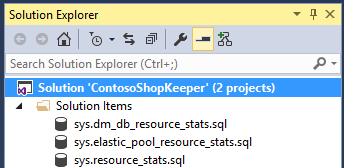 Solution Explorer
Search Solution Explorer (Ctrl+;)
Solution 'ContosoShopKeeper' (2 projects)
Solution Items
sys.dm_db_resource_stats.sql
sys.elastic_pool_resource_stats.sql
sys.resource_stats.sql